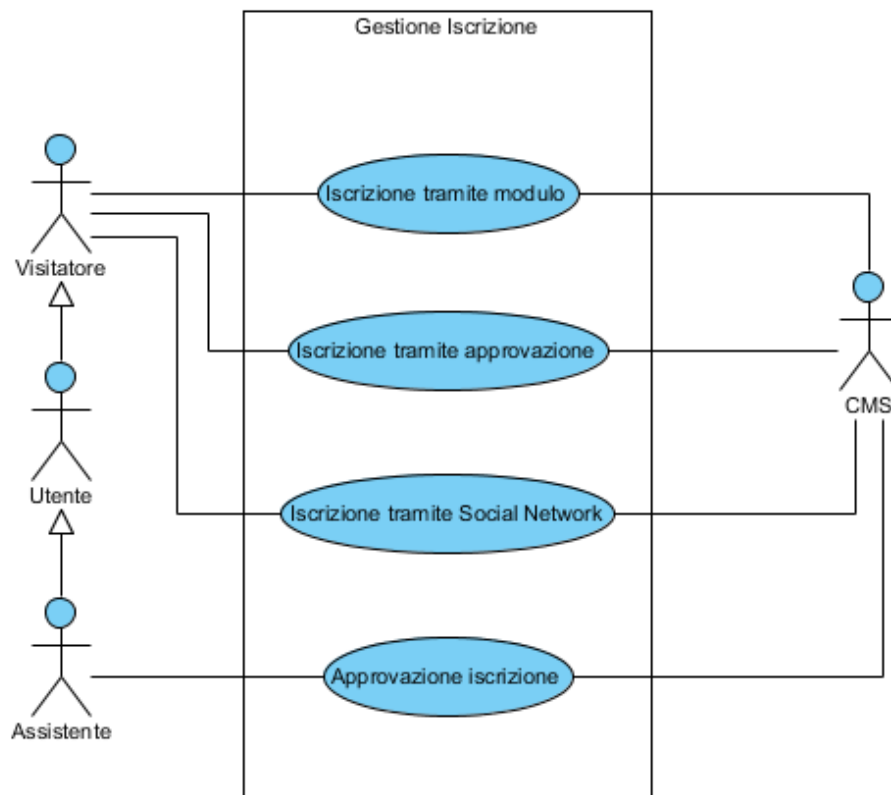 Gestione Iscrizione
Iscrizione tramite modulo
Visitatore
Iscrizione tramite approvazione
CMS
Utente
Iscrizione tramite Social Network
Approvazione iscrizione
Assistente